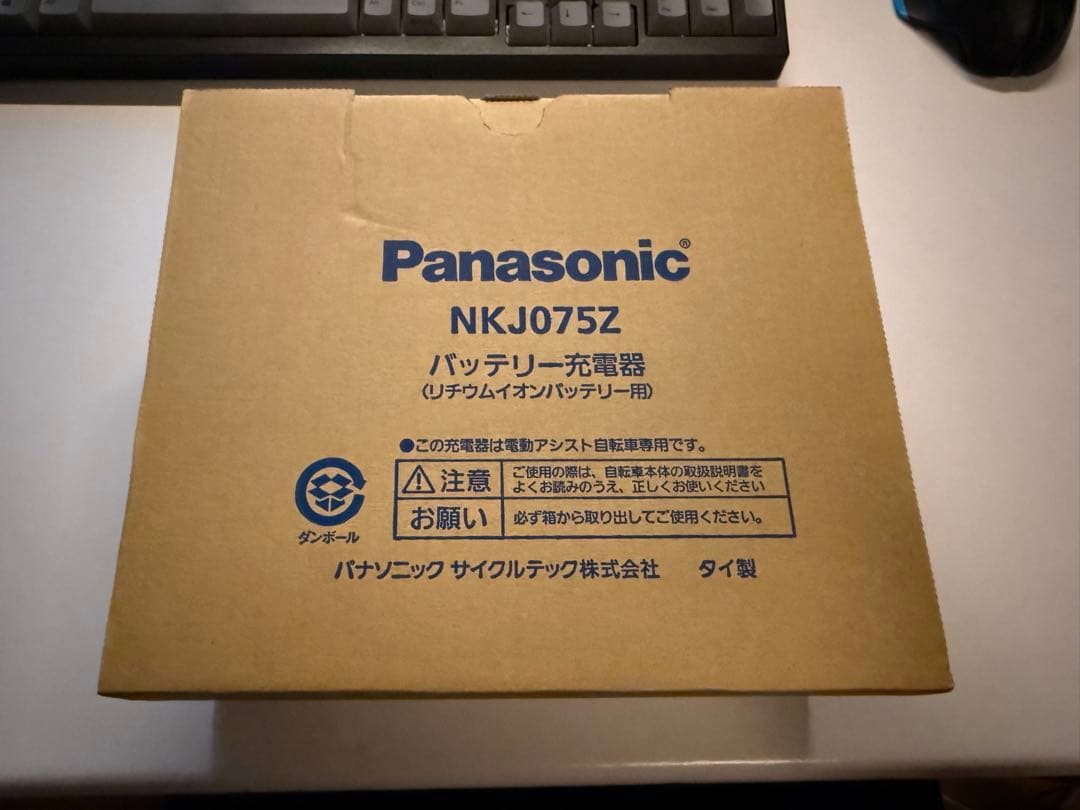 Panasonic®
NKJ075Z
バッテリー充電器
(リチウムイオンバッテリー用)
●この充電器は電動アシスト自転車専用です。
注意
ご使用の際は、自転車本体の取扱説明書を
よくお読みのうえ、正しくお使いください
お願い
必ず箱から取り出してご使用ください。
ダンボール
パナソニック サイクルテック株式会社 タイ製